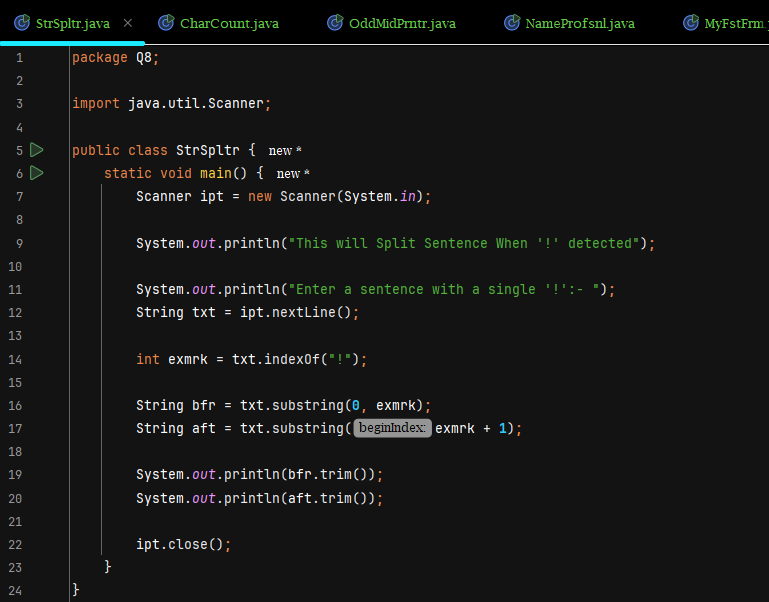 StrSpltr.java × CharCount.java OddMidPrntr.java NameProfsnl.java MyFstFrm
1 package Q8;
2
3 import java.util.Scanner;
4
5 public class StrSpltr { new *
6 static void main() { new *
7 Scanner ipt = new Scanner(System.in);
8
9 System.out.println("This will Split Sentence When '!' detected");
10
11 System.out.println("Enter a sentence with a single '!':- ");
12 String txt = ipt.nextLine();
13
14 int exmrk = txt.indexOf("!");
15
16 String bfr = txt.substring(0, exmrk);
17 String aft = txt.substring( beginIndex: exmrk + 1);
18
19 System.out.println(bfr.trim());
20 System.out.println(aft.trim());
21
22 ipt.close();
23 }
24 }